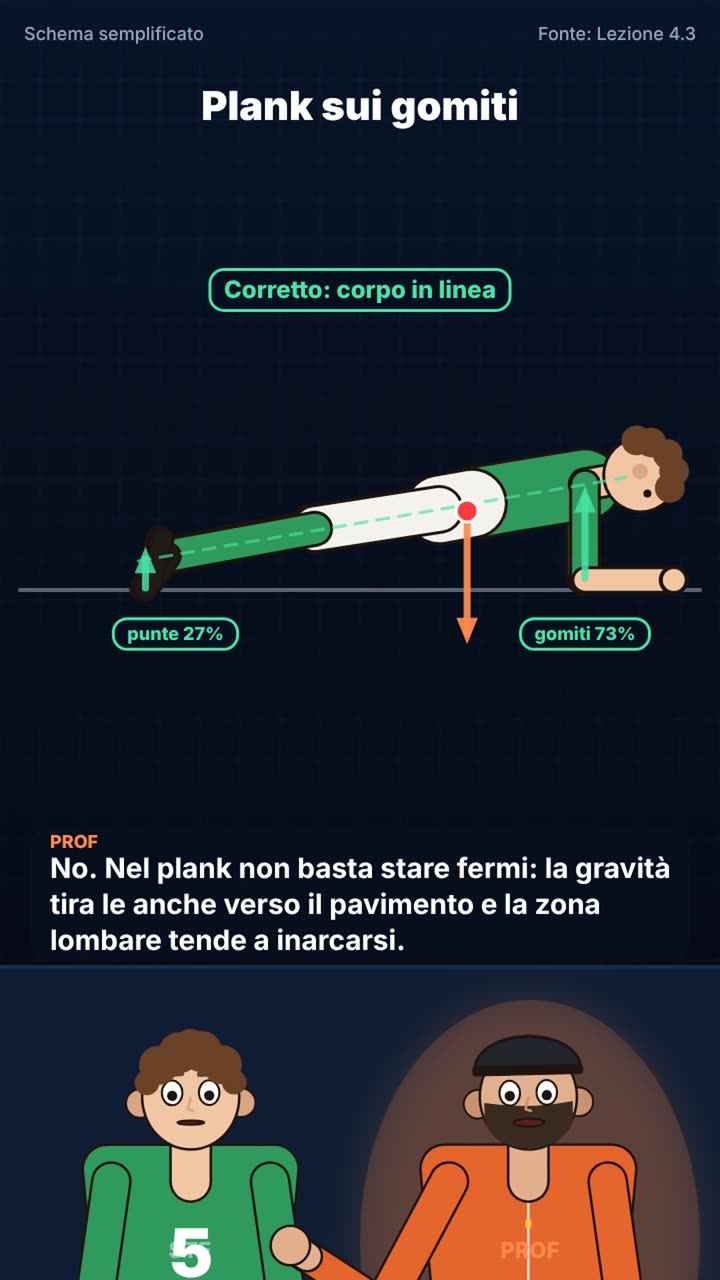 Schema semplificato
Fonte: Lezione 4.3
Plank sui gomiti
Corretto: corpo in linea
punte 27%
gomiti 73%
PROF
No. Nel plank non basta stare fermi: la gravità
tira le anche verso il pavimento e la zona
lombare tende a inarcarsi.
5
PROF